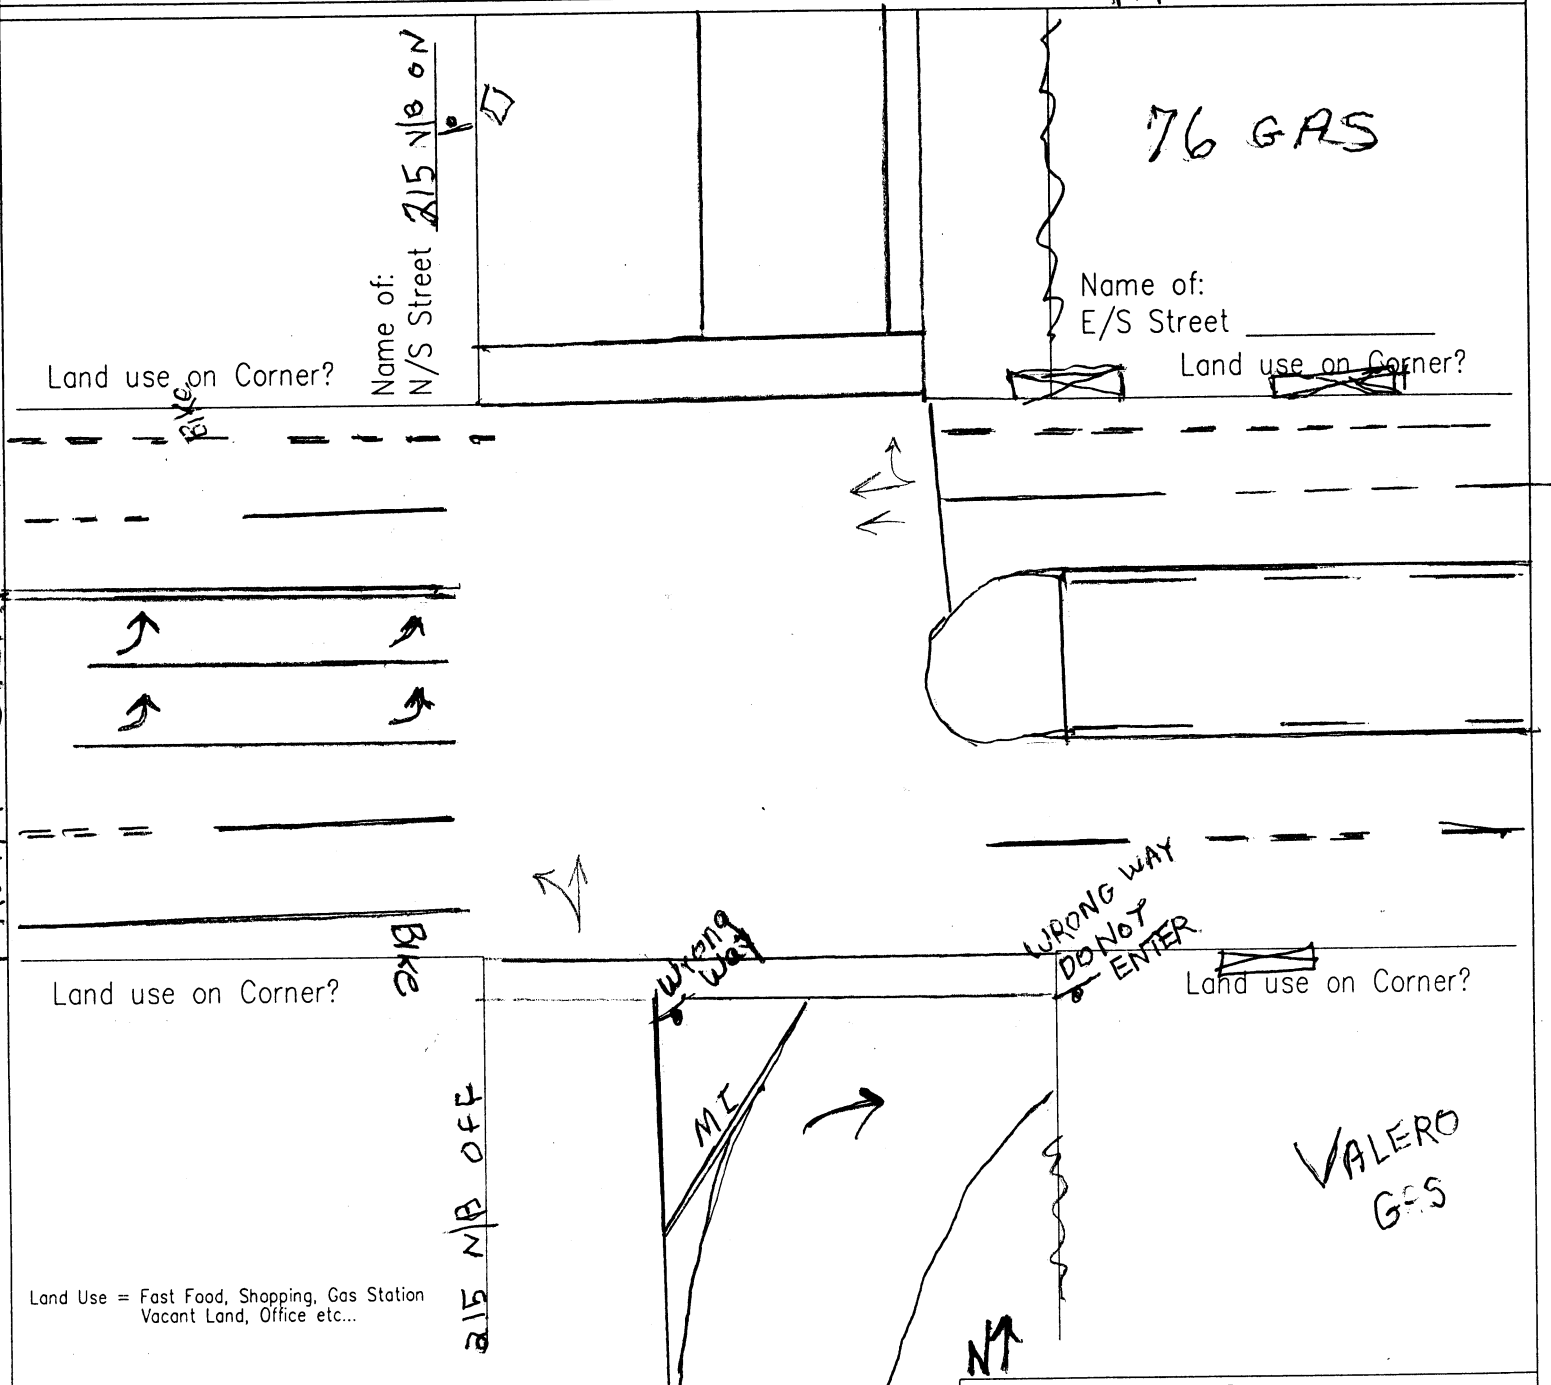 215 N/B ON
Name of:
N/S Street
76 GAS
Name of:
E/S Street
Land use on Corner?
Land use on Corner?
Bike
Wrong
Way
WRONG WAY
DO NOT
ENTER
Bike
Land use on Corner?
Land use on Corner?
MI
215 N/B OFF
VALERO
GAS
Land Use = Fast Food, Shopping, Gas Station
Vacant Land, Office etc...
N